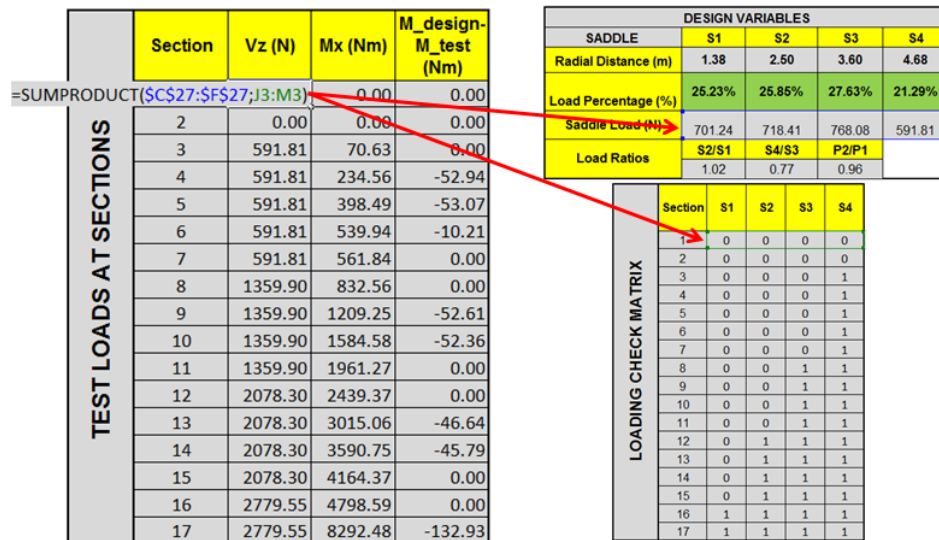 TEST LOADS AT SECTIONS
Section Vz (N) Mx (Nm) M_design-
M_test
(Nm)
=SUMPRODUCT($C$27:$F$27;J3:M3) 0.00 0.00
2 0.00 0.00 0.00
3 591.81 70.63 0.00
4 591.81 234.56 -52.94
5 591.81 398.49 -53.07
6 591.81 539.94 -10.21
7 591.81 561.84 0.00
8 1359.90 832.56 0.00
9 1359.90 1209.25 -52.61
10 1359.90 1584.58 -52.36
11 1359.90 1961.27 0.00
12 2078.30 2439.37 0.00
13 2078.30 3015.06 -46.64
14 2078.30 3590.75 -45.79
15 2078.30 4164.37 0.00
16 2779.55 4798.59 0.00
17 2779.55 8292.48 -132.93
DESIGN VARIABLES
SADDLE S1 S2 S3 S4
Radial Distance (m) 1.38 2.50 3.60 4.68
Load Percentage (%) 25.23% 25.85% 27.63% 21.29%
Saddle Load (N) 701.24 718.41 768.08 591.81
Load Ratios S2/S1 S4/S3 P2/P1
1.02 0.77 0.96
LOADING CHECK MATRIX
Section S1 S2 S3 S4
1 0 0 0 0
2 0 0 0 0
3 0 0 0 1
4 0 0 0 1
5 0 0 0 1
6 0 0 0 1
7 0 0 0 1
8 0 0 1 1
9 0 0 1 1
10 0 0 1 1
11 0 0 1 1
12 0 1 1 1
13 0 1 1 1
14 0 1 1 1
15 0 1 1 1
16 1 1 1 1
17 1 1 1 1